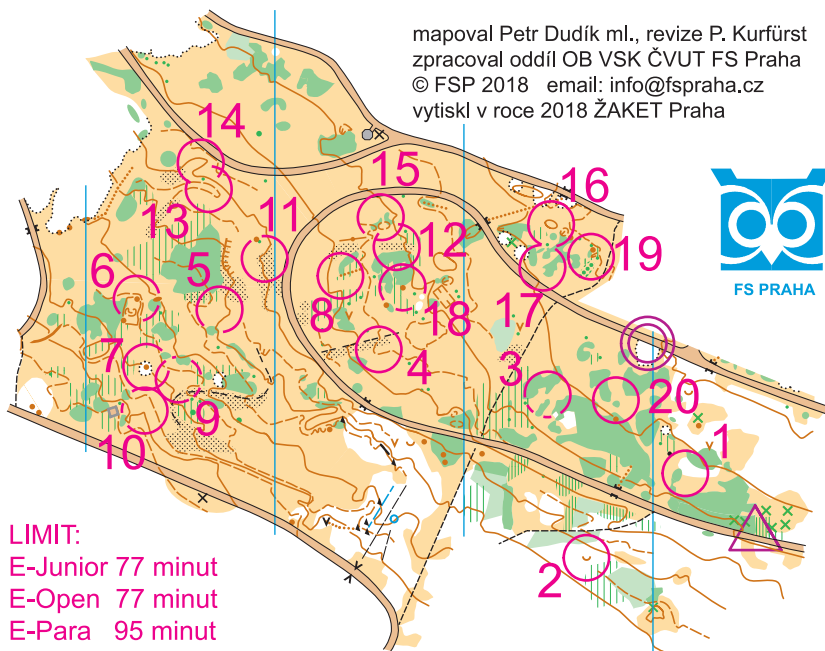 mapoval Petr Dudík ml., revize P. Kurfürst
zpracoval oddíl OB VSK ČVUT FS Praha
© FSP 2018 email: info@fspraha.cz
vytiskl v roce 2018 ŽAKET Praha
14
15
16
13
11
12
19
FS PRAHA
6
5
8
18
17
7
4
3
9
20
10
1
2
LIMIT:
E-Junior 77 minut
E-Open 77 minut
E-Para 95 minut